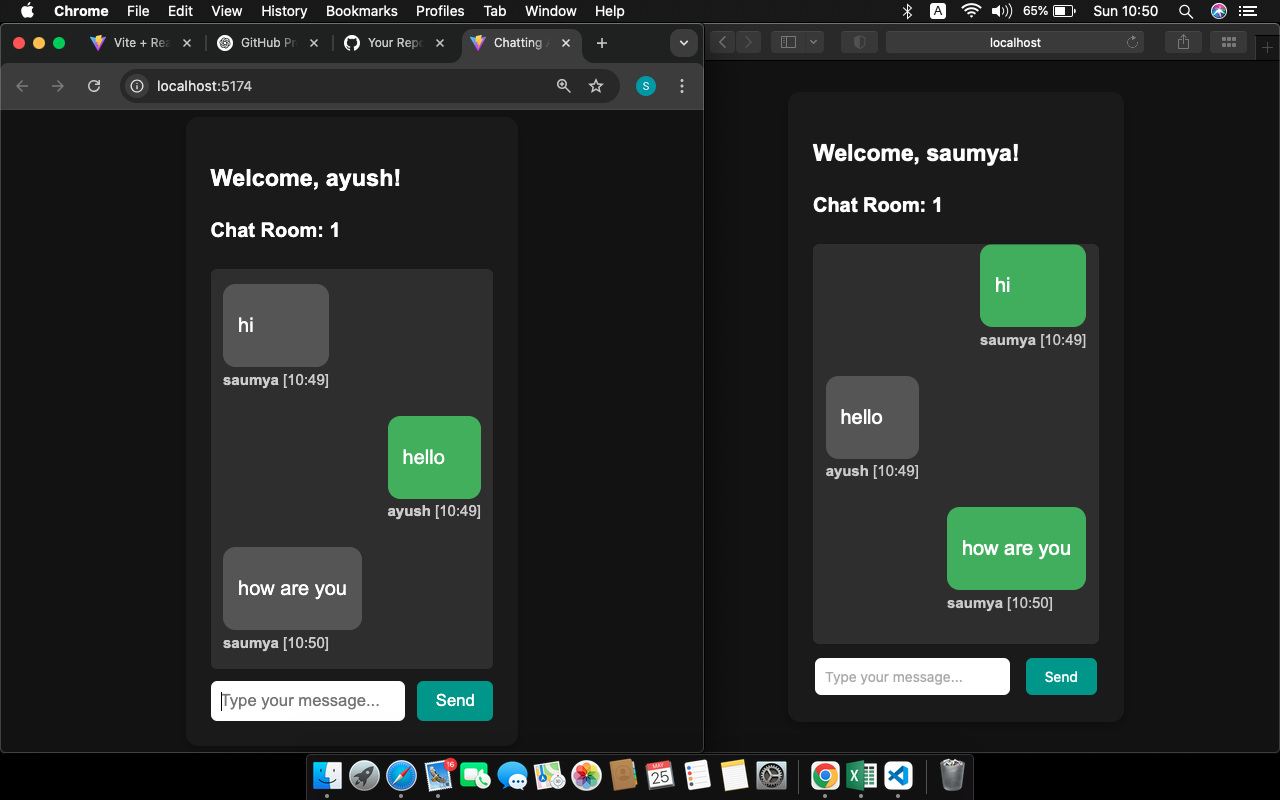 Chrome File Edit View History Bookmarks Profiles Tab Window Help A 65% Sun 10:50
Vite + Rea GitHub Pr Your Repo Chatting A
localhost:5174 S
localhost
Welcome, ayush!
Chat Room: 1
hi
saumya [10:49]
hello
ayush [10:49]
how are you
saumya [10:50]
Type your message...
Send
Welcome, saumya!
Chat Room: 1
hi
saumya [10:49]
hello
ayush [10:49]
how are you
saumya [10:50]
Type your message...
Send
16
MAY
25